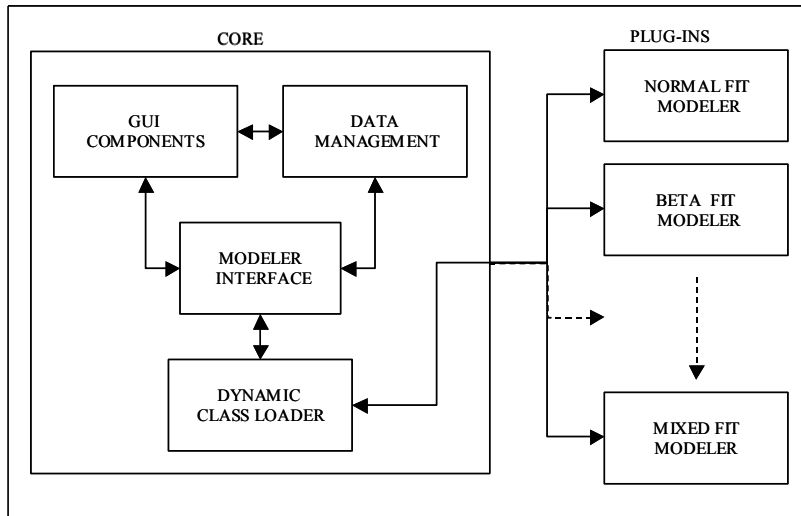 CORE
PLUG-INS
GUI
COMPONENTS
DATA
MANAGEMENT
MODELER
INTERFACE
DYNAMIC
CLASS LOADER
NORMAL FIT
MODELER
BETA FIT
MODELER
MIXED FIT
MODELER